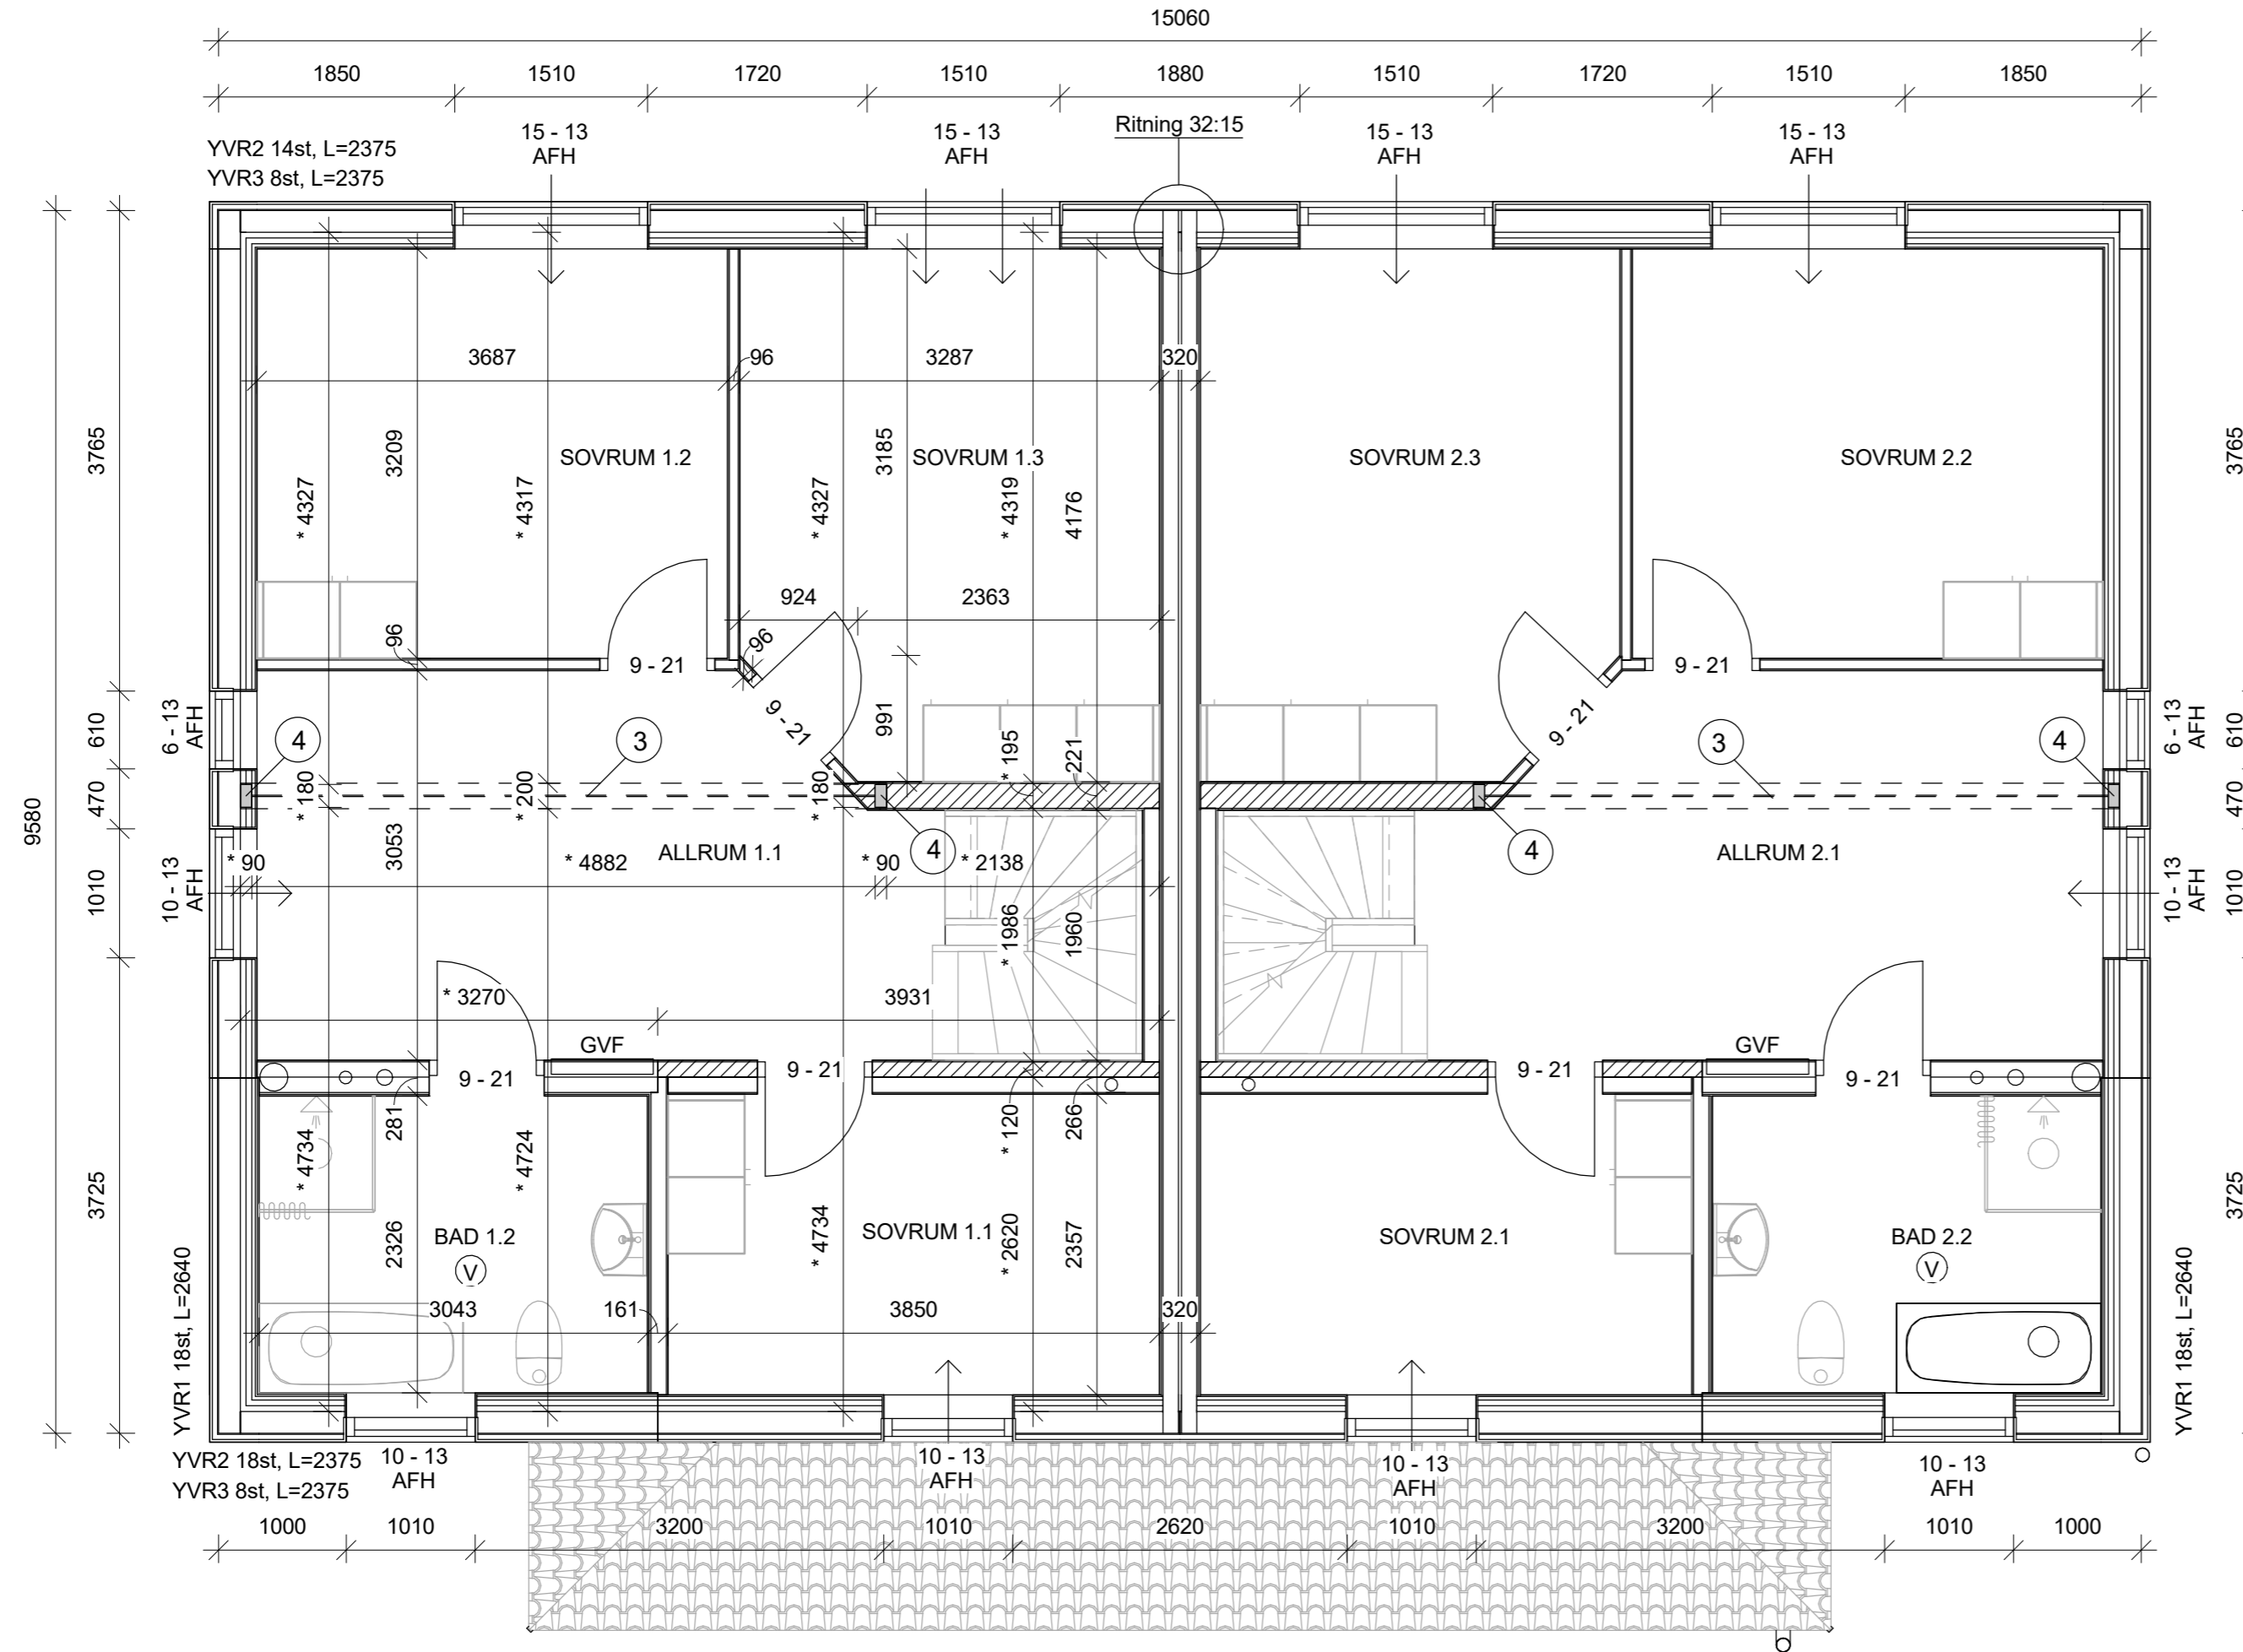 15060
1850 1510 1720 1510 1880 1510 1720 1510 1850
Ritning 32:15
15 - 13
AFH
15 - 13
AFH
15 - 13
AFH
15 - 13
AFH
YVR2 14st, L=2375
YVR3 8st, L=2375
3687 96 3287 320
9580
3765
610
470
1010
3725
3765
610
470
1010
3725
SOVRUM 1.2
SOVRUM 1.3
SOVRUM 2.3
SOVRUM 2.2
* 4327
3209
* 4317
* 4327
3185
* 4319
4176
924 2363
96
96
9 - 21
9 - 21
9 - 21
9 - 21
991
* 195
221
6 - 13
AFH
6 - 13
AFH
4
3
3
4
* 180
* 200
* 180
10 - 13
AFH
10 - 13
AFH
* 90
3053
* 4882
ALLRUM 1.1
* 90
4
* 2138
4
ALLRUM 2.1
* 1986
1960
* 3270
3931
GVF
GVF
9 - 21
9 - 21
9 - 21
9 - 21
281
* 4734
* 4724
* 120
266
2326
BAD 1.2
V
* 4734
SOVRUM 1.1
* 2620
2357
SOVRUM 2.1
BAD 2.2
V
3043 161 3850 320
YVR1 18st, L=2640
YVR1 18st, L=2640
YVR2 18st, L=2375
YVR3 8st, L=2375
10 - 13
AFH
10 - 13
AFH
10 - 13
AFH
10 - 13
AFH
1000 1010 3200 1010 2620 1010 3200 1010 1000